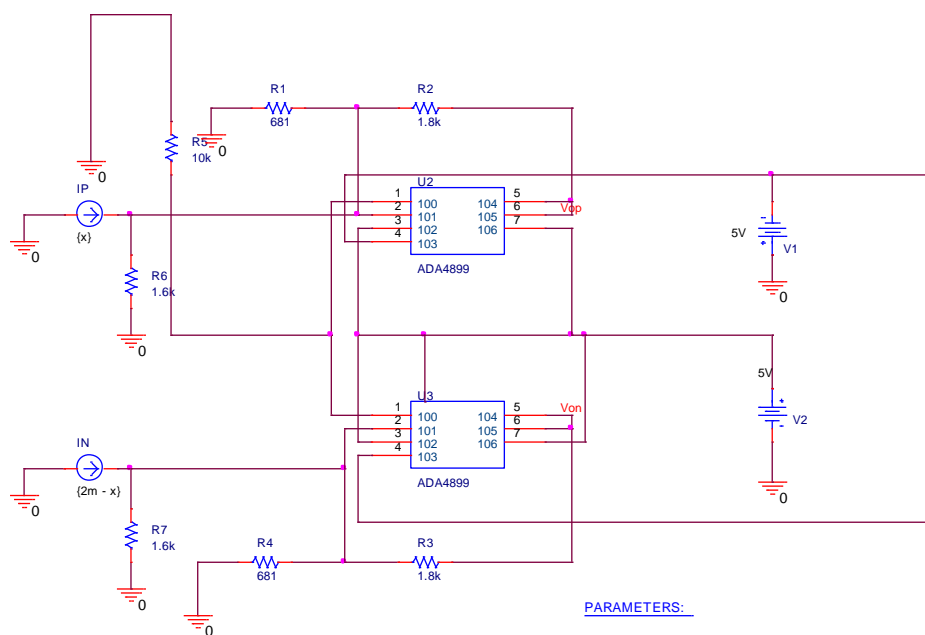 R1
681
R2
1.8k
0
R5
10k
0
IP
{x}
0
R6
1.6k
0
U2
1 100 104 5
2 101 105 6
3 102 106 7
4 103
ADA4899
Vop
5V
V1
0
5V
V2
0
U3
1 100 104 5
2 101 105 6
3 102 106 7
4 103
ADA4899
Von
IN
{2m - x}
0
R7
1.6k
0
R4
681
R3
1.8k
0
PARAMETERS: